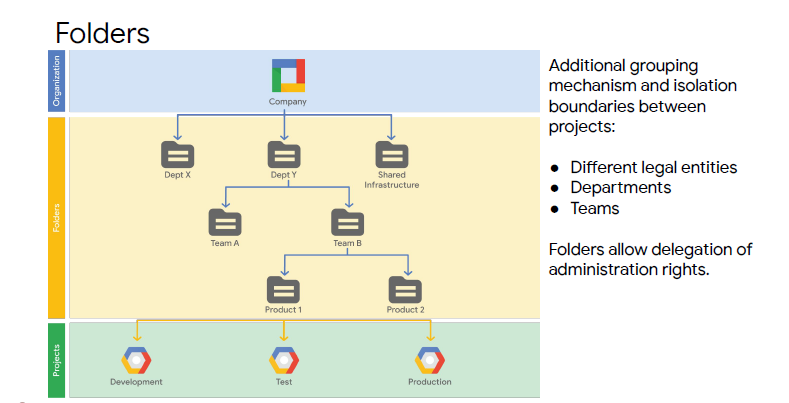 Folders
Organization
Company
Folders
Dept X
Dept Y
Shared
Infrastructure
Team A
Team B
Product 1
Product 2
Projects
Development
Test
Production
Additional grouping
mechanism and isolation
boundaries between
projects:
● Different legal entities
● Departments
● Teams
Folders allow delegation of
administration rights.